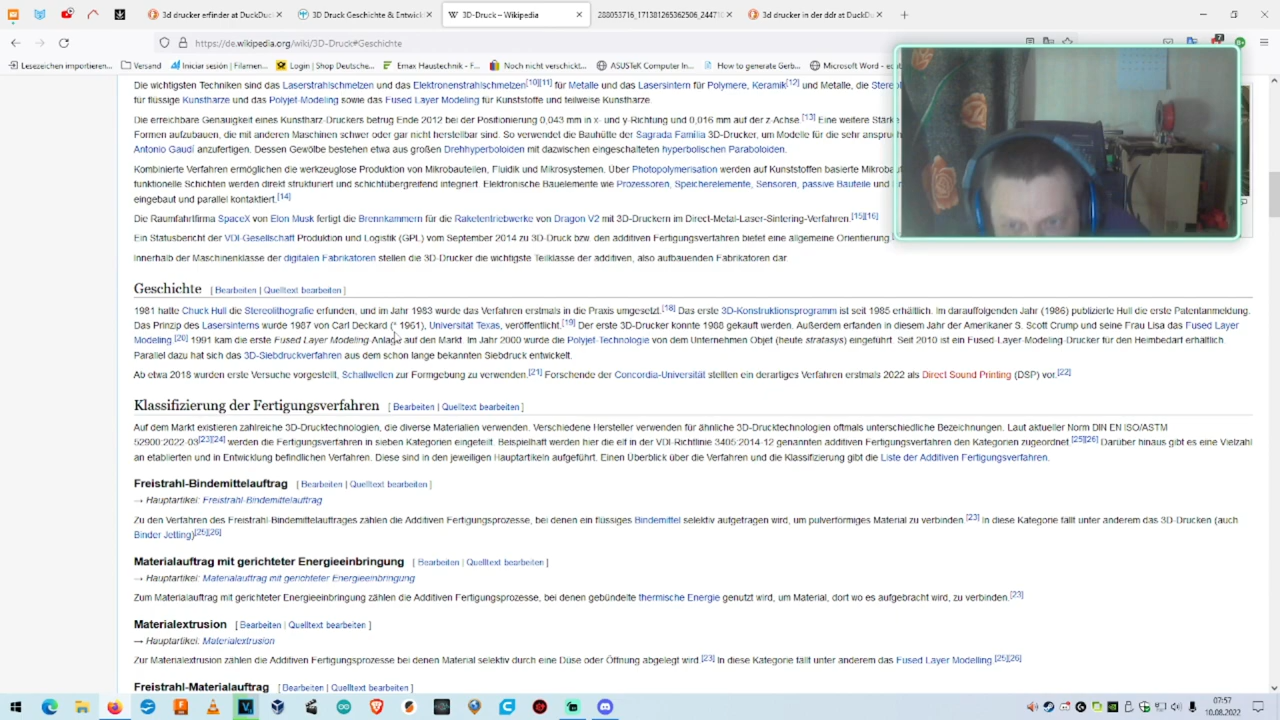 3d drucker erfinder at DuckDuc
3D Druck Geschichte & Entwickl
3D-Druck – Wikipedia
288053716_171381265362506_24471
3d drucker in der ddr at DuckDu
https://de.wikipedia.org/wiki/3D-Druck#Geschichte
Lesezeichen importieren...
Versand
Iniciar sesión | Filamen...
Login | Shop Deutsche...
Emax Haustechnik - F...
Noch nicht verschickt...
ASUSTeK Computer In...
How to generate Gerb...
Microsoft Word - edit
Die wichtigsten Techniken sind das Laserstrahlschmelzen und das Elektronenstrahlschmelzen[10][11] für Metalle und das Lasersintern für Polymere, Keramik[12] und Metalle, die Stereo
für flüssige Kunstharze und das Polyjet-Modeling sowie das Fused Layer Modeling für Kunststoffe und teilweise Kunstharze.
Die erreichbare Genauigkeit eines Kunstharz-Druckers betrug Ende 2012 bei der Positionierung 0,043 mm in x- und y-Richtung und 0,016 mm auf der z-Achse.[13] Eine weitere Stärke
Formen aufzubauen, die mit anderen Maschinen schwer oder gar nicht herstellbar sind. So verwendet die Bauhütte der Sagrada Família 3D-Drucker, um Modelle für die sehr anspruch
Antonio Gaudí anzufertigen. Dessen Gewölbe bestehen etwa aus großen Drehhyperboloiden mit dazwischen eingeschalteten hyperbolischen Paraboloiden.
Kombinierte Verfahren ermöglichen die werkzeuglose Produktion von Mikrobauteilen, Fluidik und Mikrosystemen. Über Photopolymerisation werden auf Kunststoffen basierte Mikrobau
funktionelle Schichten werden direkt strukturiert und schichtübergreifend integriert. Elektronische Bauelemente wie Prozessoren, Speicherelemente, Sensoren, passive Bauteile und
eingebaut und parallel kontaktiert.[14]
Die Raumfahrtfirma SpaceX von Elon Musk fertigt die Brennkammern für die Raketentriebwerke von Dragon V2 mit 3D-Druckern im Direct-Metal-Laser-Sintering-Verfahren.[15][16]
Ein Statusbericht der VDI-Gesellschaft Produktion und Logistik (GPL) vom September 2014 zu 3D-Druck bzw. den additiven Fertigungsverfahren bietet eine allgemeine Orientierung.
Innerhalb der Maschinenklasse der digitalen Fabrikatoren stellen die 3D-Drucker die wichtigste Teilklasse der additiven, also aufbauenden Fabrikatoren dar.
Geschichte [ Bearbeiten | Quelltext bearbeiten ]
1981 hatte Chuck Hull die Stereolithografie erfunden, und im Jahr 1983 wurde das Verfahren erstmals in die Praxis umgesetzt.[18] Das erste 3D-Konstruktionsprogramm ist seit 1985 erhältlich. Im darauffolgenden Jahr (1986) publizierte Hull die erste Patentanmeldung.
Das Prinzip des Lasersinterns wurde 1987 von Carl Deckard (* 1961), Universität Texas, veröffentlicht.[19] Der erste 3D-Drucker konnte 1988 gekauft werden. Außerdem erfanden in diesem Jahr der Amerikaner S. Scott Crump und seine Frau Lisa das Fused Layer
Modeling.[20] 1991 kam die erste Fused Layer Modeling-Anlage auf den Markt. Im Jahr 2000 wurde die Polyjet-Technologie von dem Unternehmen Objet (heute stratasys) eingeführt. Seit 2010 ist ein Fused-Layer-Modeling-Drucker für den Heimbedarf erhältlich.
Parallel dazu hat sich das 3D-Siebdruckverfahren aus dem schon lange bekannten Siebdruck entwickelt.
Ab etwa 2018 wurden erste Versuche vorgestellt, Schallwellen zur Formgebung zu verwenden.[21] Forschende der Concordia-Universität stellten ein derartiges Verfahren erstmals 2022 als Direct Sound Printing (DSP) vor.[22]
Klassifizierung der Fertigungsverfahren [ Bearbeiten | Quelltext bearbeiten ]
Auf dem Markt existieren zahlreiche 3D-Drucktechnologien, die diverse Materialien verwenden. Verschiedene Hersteller verwenden für ähnliche 3D-Drucktechnologien oftmals unterschiedliche Bezeichnungen. Laut aktueller Norm DIN EN ISO/ASTM
52900:2022-03[23][24] werden die Fertigungsverfahren in sieben Kategorien eingeteilt. Beispielhaft werden hier die elf in der VDI-Richtlinie 3405:2014-12 genannten additiven Fertigungsverfahren den Kategorien zugeordnet.[25][26] Darüber hinaus gibt es eine Vielzahl
an etablierten und in Entwicklung befindlichen Verfahren. Diese sind in den jeweiligen Hauptartikeln aufgeführt. Einen Überblick über die Verfahren und die Klassifizierung gibt die Liste der Additiven Fertigungsverfahren.
Freistrahl-Bindemittelauftrag [ Bearbeiten | Quelltext bearbeiten ]
→ Hauptartikel: Freistrahl-Bindemittelauftrag
Zu den Verfahren des Freistrahl-Bindemittelauftrages zählen die Additiven Fertigungsprozesse, bei denen ein flüssiges Bindemittel selektiv aufgetragen wird, um pulverförmiges Material zu verbinden.[23] In diese Kategorie fällt unter anderem das 3D-Drucken (auch
Binder Jetting)[25][26]
Materialauftrag mit gerichteter Energieeinbringung [ Bearbeiten | Quelltext bearbeiten ]
→ Hauptartikel: Materialauftrag mit gerichteter Energieeinbringung
Zum Materialauftrag mit gerichteter Energieeinbringung zählen die Additiven Fertigungsprozesse, bei denen gebündelte thermische Energie genutzt wird, um Material, dort wo es aufgebracht wird, zu verbinden.[23]
Materialextrusion [ Bearbeiten | Quelltext bearbeiten ]
→ Hauptartikel: Materialextrusion
Zur Materialextrusion zählen die Additiven Fertigungsprozesse bei denen Material selektiv durch eine Düse oder Öffnung abgelegt wird.[23] In diese Kategorie fällt unter anderem das Fused Layer Modelling.[25][26]
Freistrahl-Materialauftrag [ Bearbeiten | Quelltext bearbeiten ]
07:57
10.08.2022